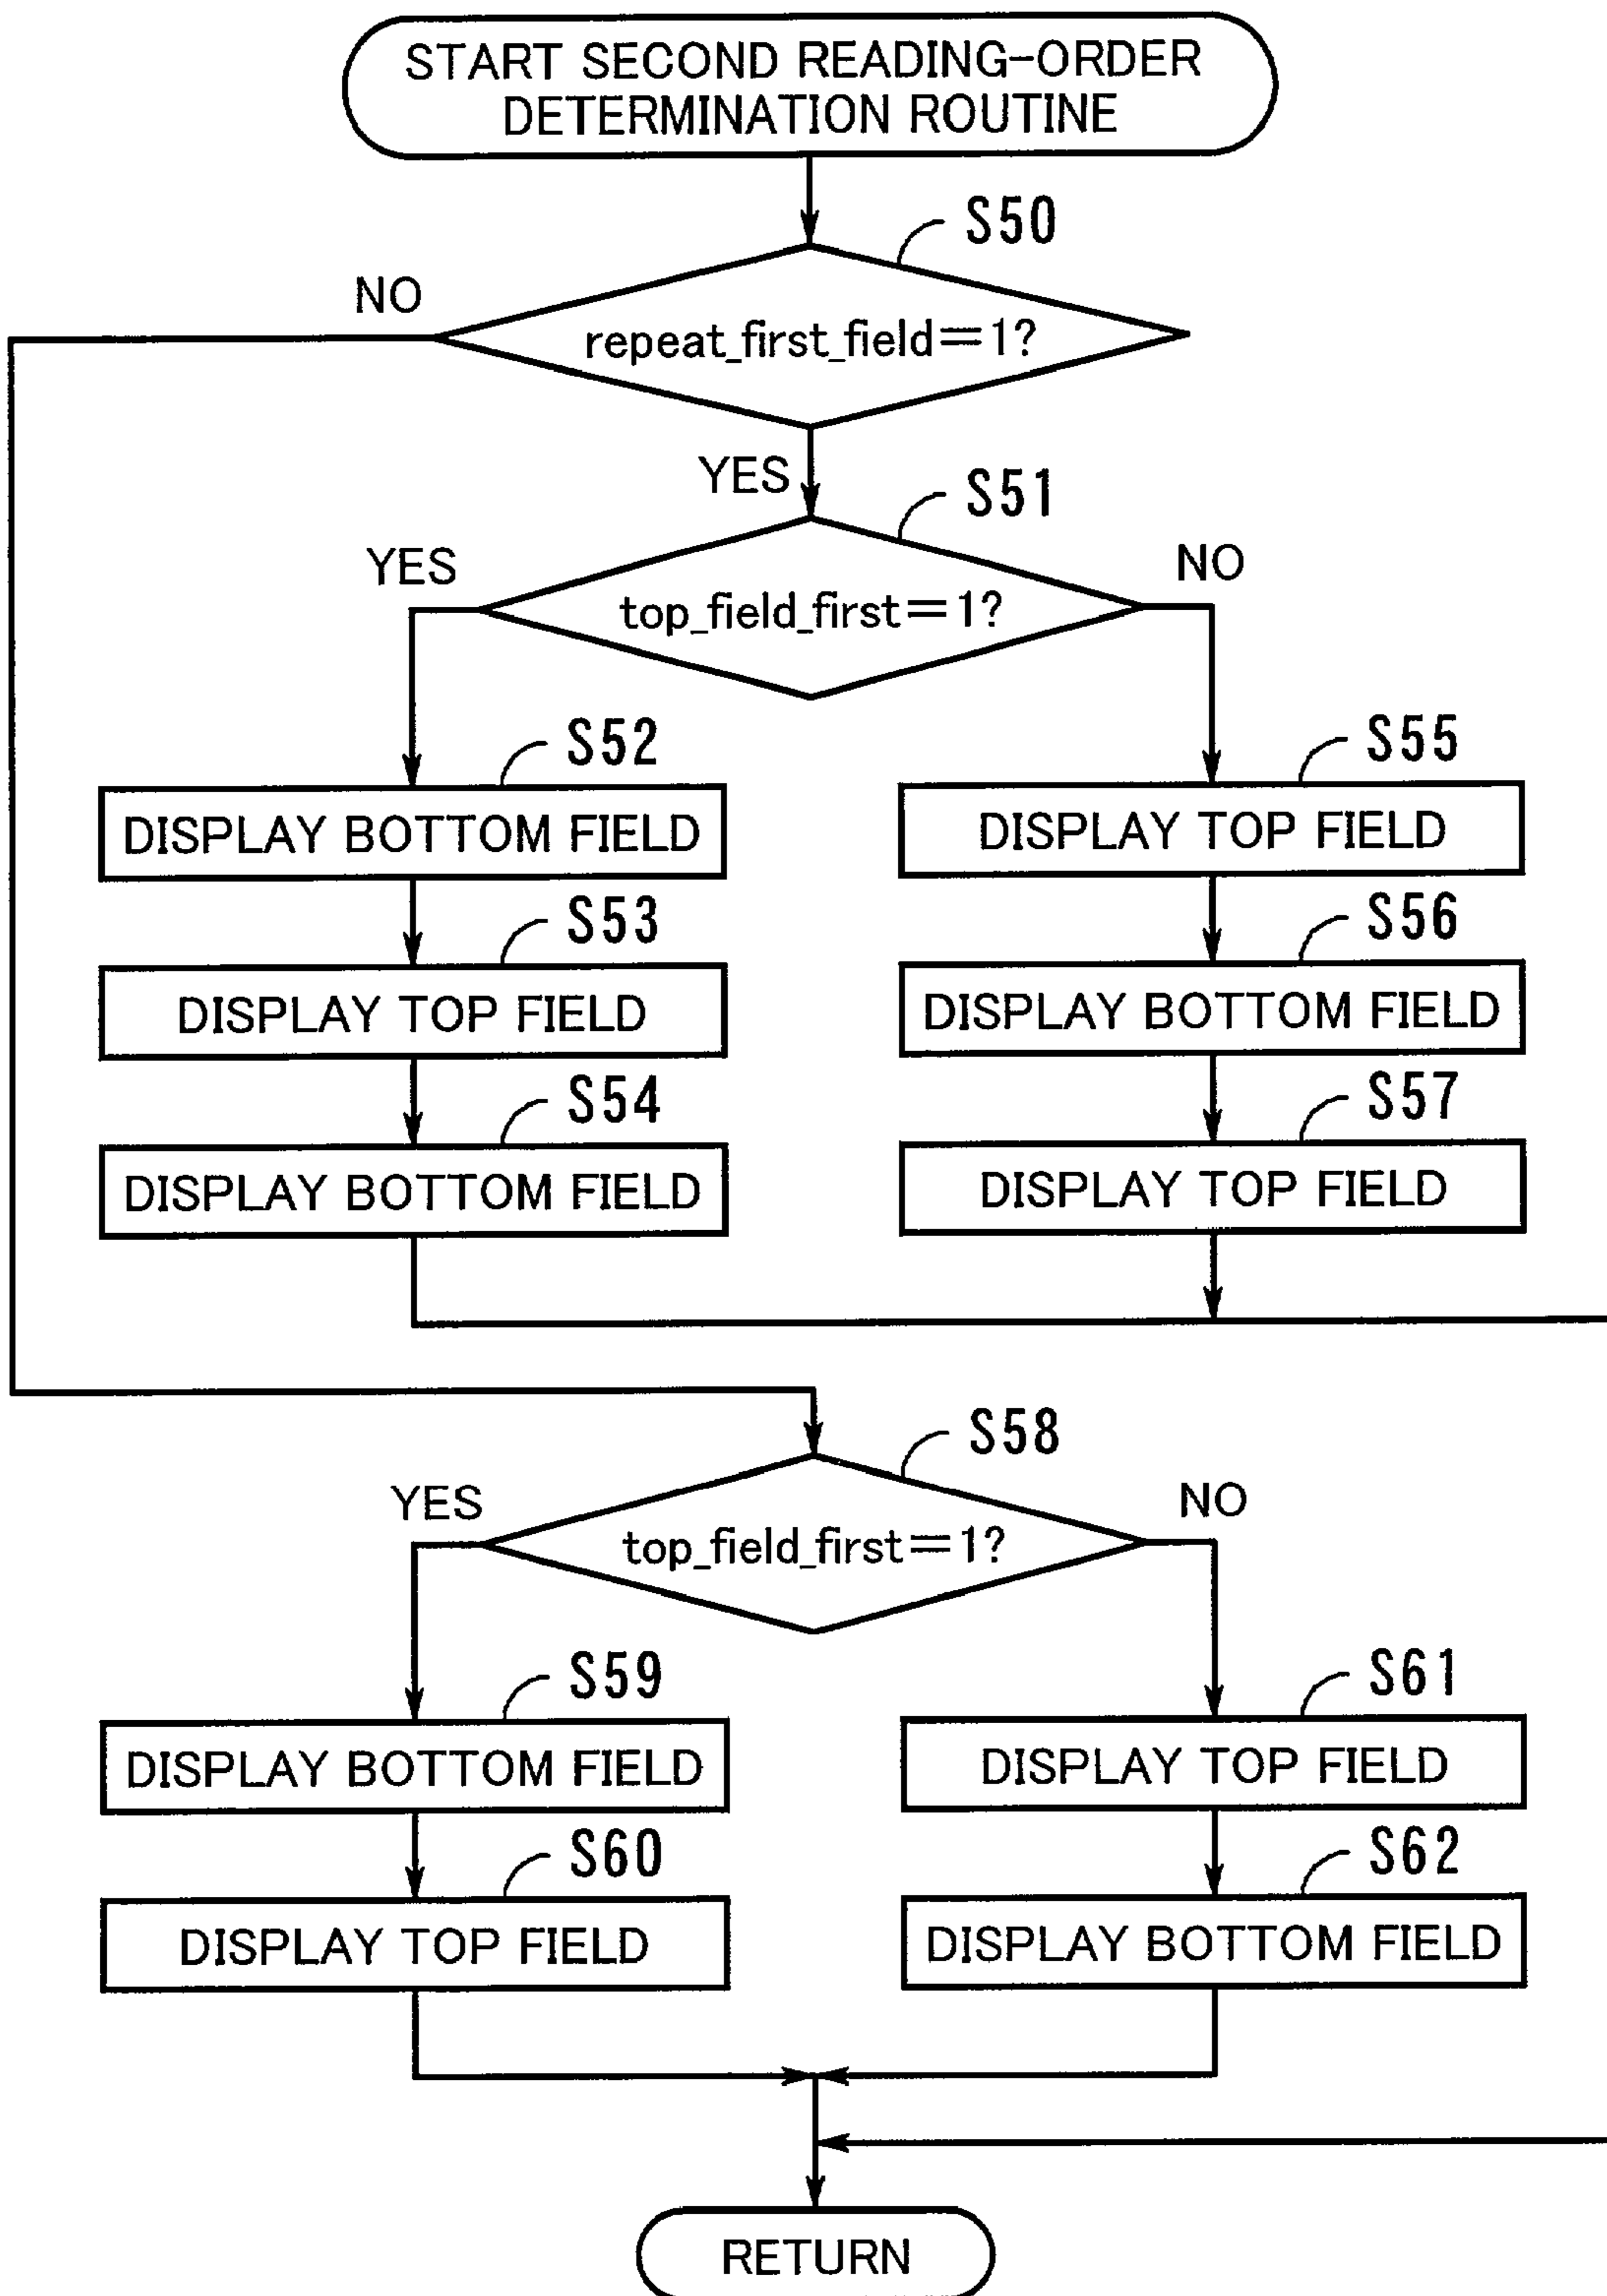 START SECOND READING-ORDER
DETERMINATION ROUTINE
S50
NO
repeat_first_field=1?
YES
S51
YES
NO
top_field_first=1?
S52
S55
DISPLAY BOTTOM FIELD
DISPLAY TOP FIELD
S53
S56
DISPLAY TOP FIELD
DISPLAY BOTTOM FIELD
S54
S57
DISPLAY BOTTOM FIELD
DISPLAY TOP FIELD
S58
YES
NO
top_field_first=1?
S59
S61
DISPLAY BOTTOM FIELD
DISPLAY TOP FIELD
S60
S62
DISPLAY TOP FIELD
DISPLAY BOTTOM FIELD
RETURN